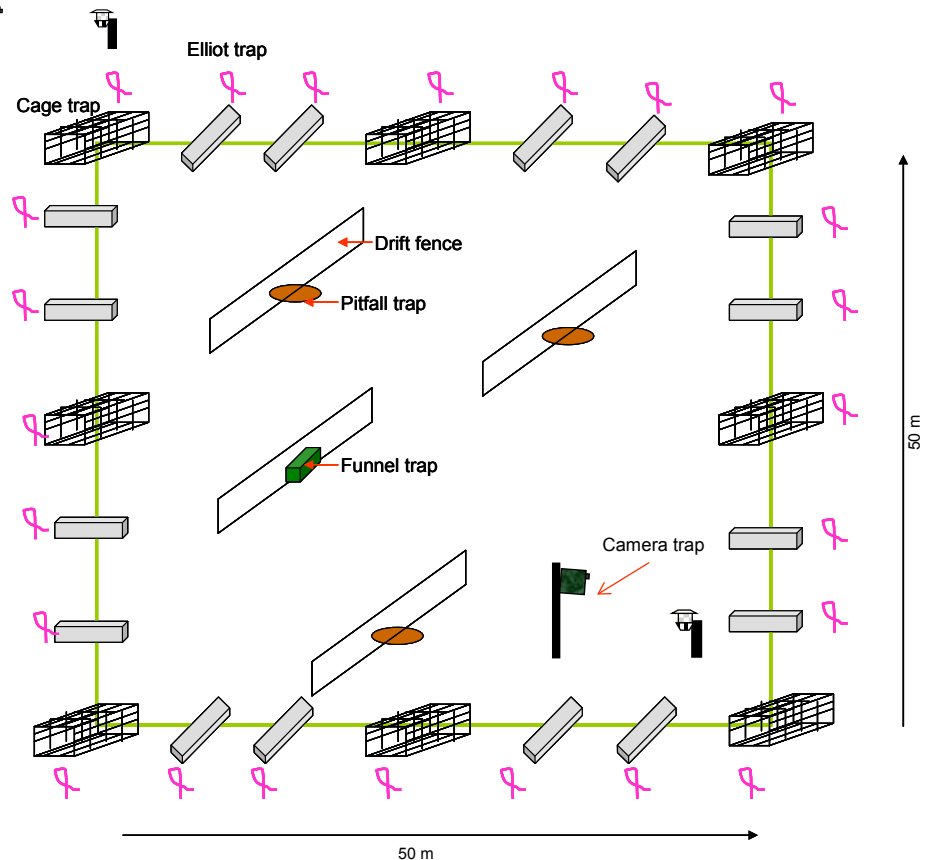 Elliot trap
Cage trap
Drift fence
Pitfall trap
Funnel trap
Camera trap
50 m
50 m